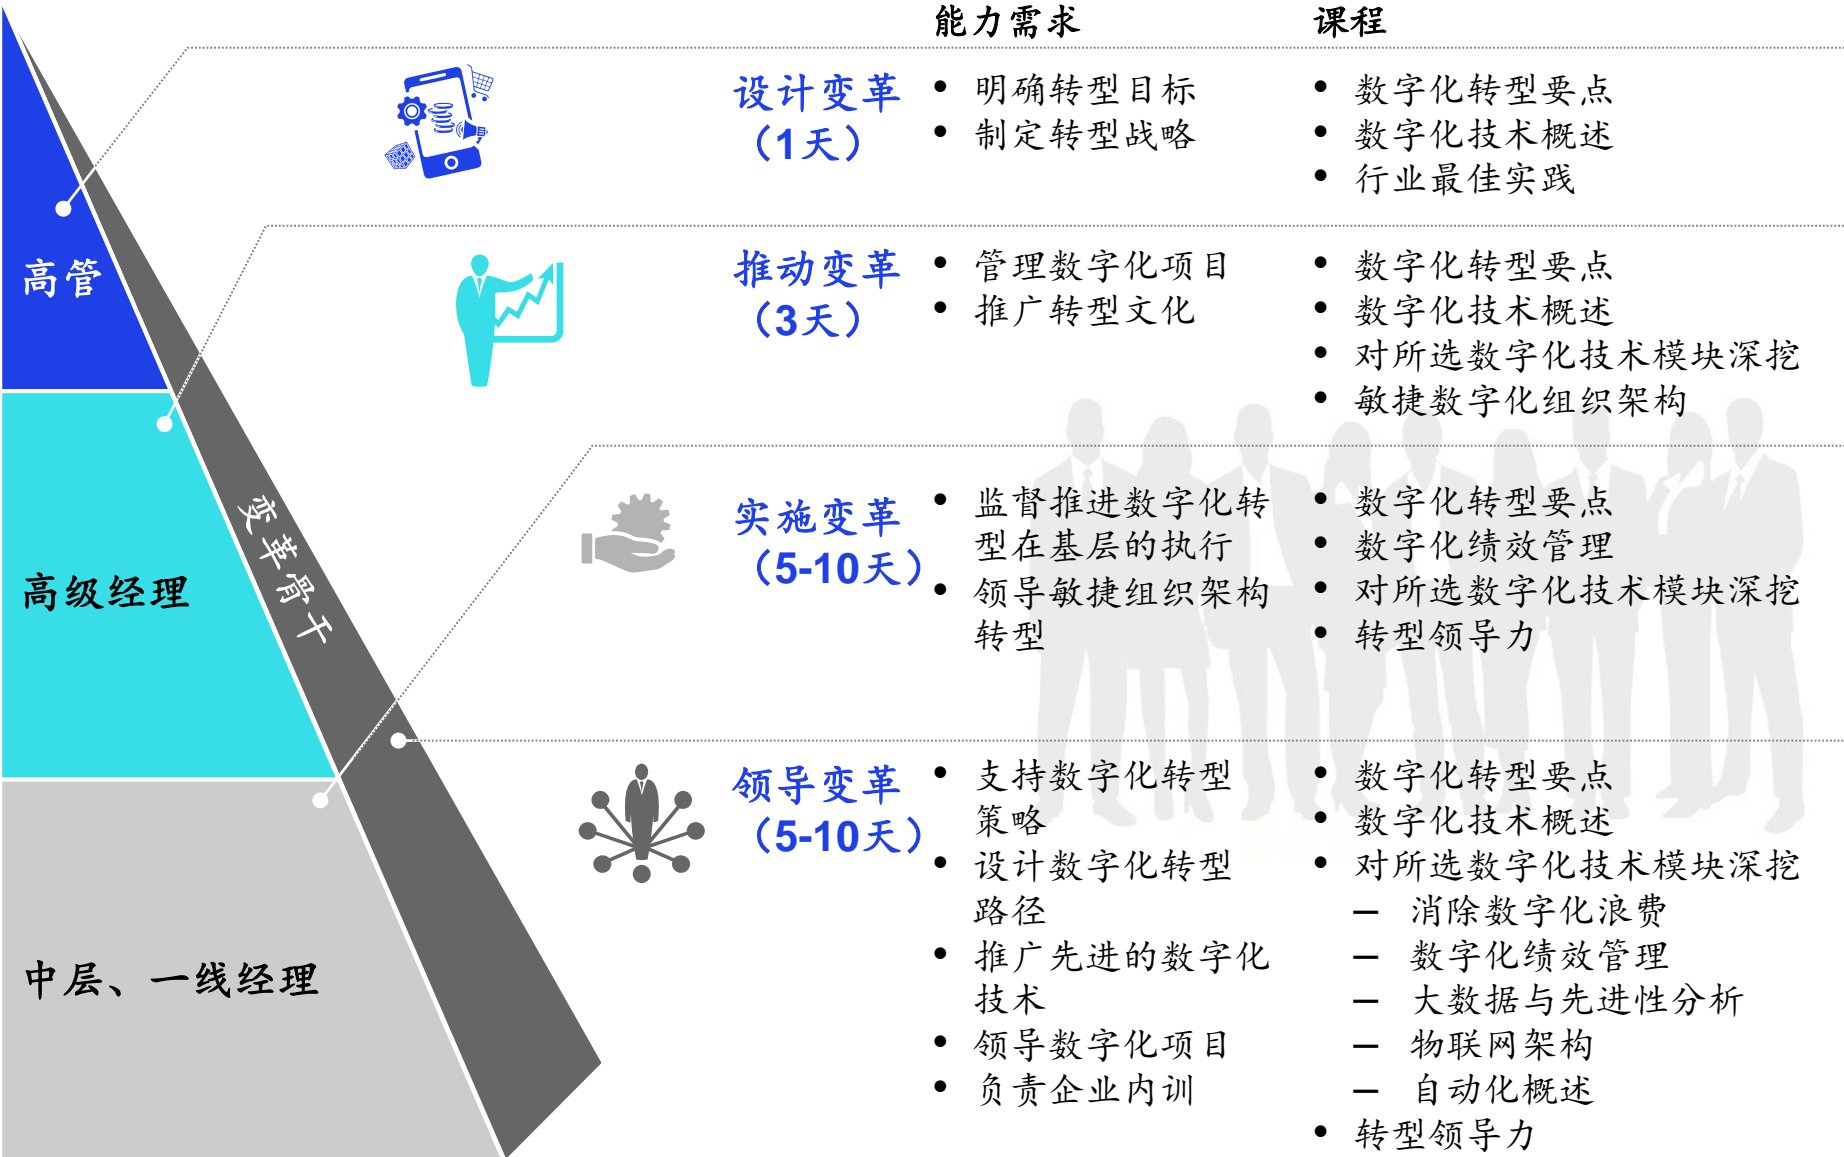 能力需求
课程
高管
设计变革
（1天）
• 明确转型目标
• 制定转型战略
• 数字化转型要点
• 数字化技术概述
• 行业最佳实践
推动变革
（3天）
• 管理数字化项目
• 推广转型文化
• 数字化转型要点
• 数字化技术概述
• 对所选数字化技术模块深挖
• 敏捷数字化组织架构
高级经理
变革骨干
实施变革
（5-10天）
• 监督推进数字化转
型在基层的执行
• 领导敏捷组织架构
转型
• 数字化转型要点
• 数字化绩效管理
• 对所选数字化技术模块深挖
• 转型领导力
中层、一线经理
领导变革
（5-10天）
• 支持数字化转型
策略
• 设计数字化转型
路径
• 推广先进的数字化
技术
• 领导数字化项目
• 负责企业内训
• 数字化转型要点
• 数字化技术概述
• 对所选数字化技术模块深挖
– 消除数字化浪费
– 数字化绩效管理
– 大数据与先进性分析
– 物联网架构
– 自动化概述
• 转型领导力